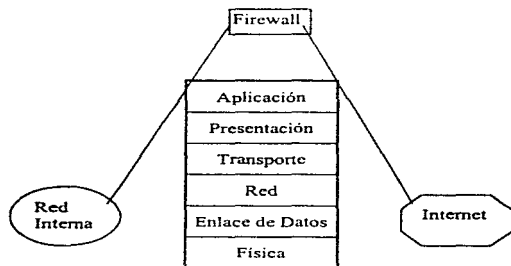 Firewall
Aplicación
Presentación
Transporte
Red
Enlace de Datos
Física
Red
Interna
Internet